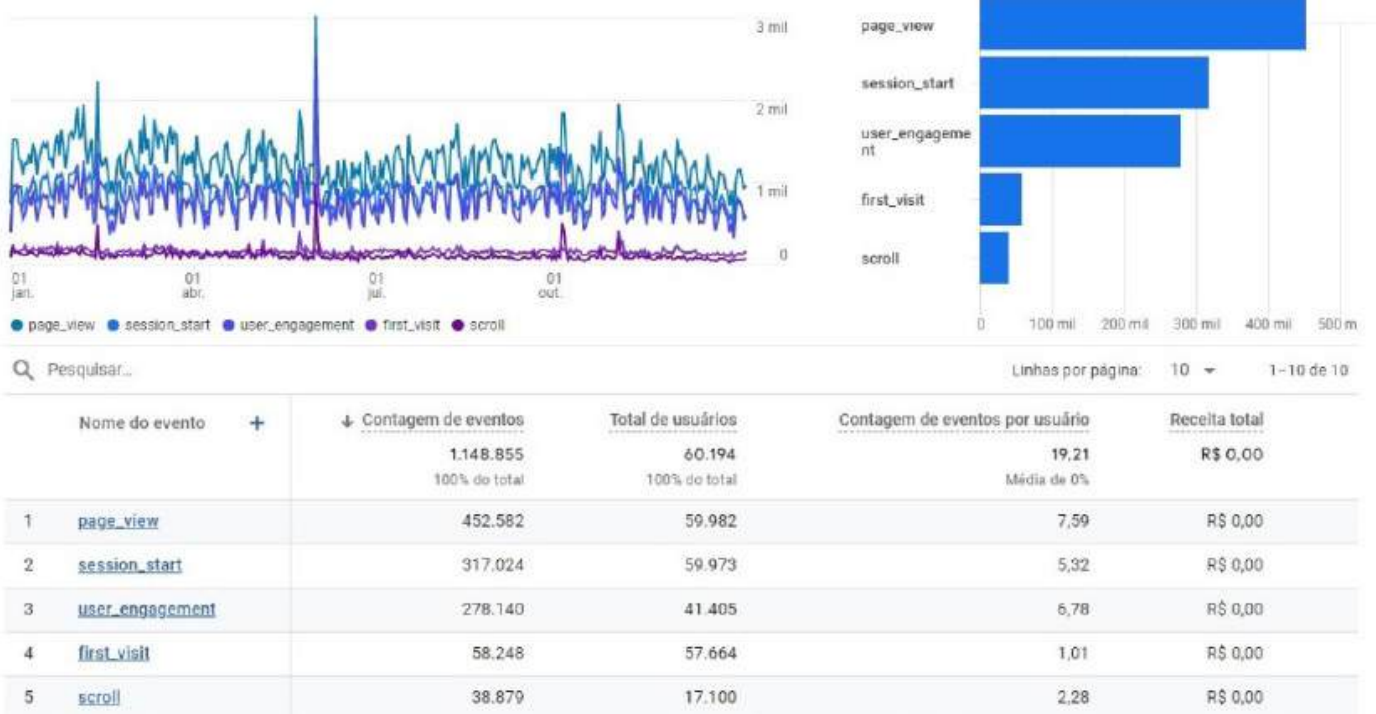 3 mil
2 mil
1 mil
0
01 jan.
01 abr.
01 jul.
01 out.
page_view session_start user_engagement first_visit scroll
page_view
session_start
user_engageme
nt
first_visit
scroll
0 100 mil 200 mil 300 mil 400 mil 500 m
Pesquisar... Linhas por página: 10 1-10 de 10
Nome do evento + ↓ Contagem de eventos Total de usuários Contagem de eventos por usuário Receita total
1.148.855 60.194 19,21 R$ 0,00
100% do total 100% do total Média de 0%
1 page_view 452.582 59.982 7,59 R$ 0,00
2 session_start 317.024 59.973 5,32 R$ 0,00
3 user_engagement 278.140 41.405 6,78 R$ 0,00
4 first_visit 58.248 57.664 1,01 R$ 0,00
5 scroll 38.879 17.100 2,28 R$ 0,00